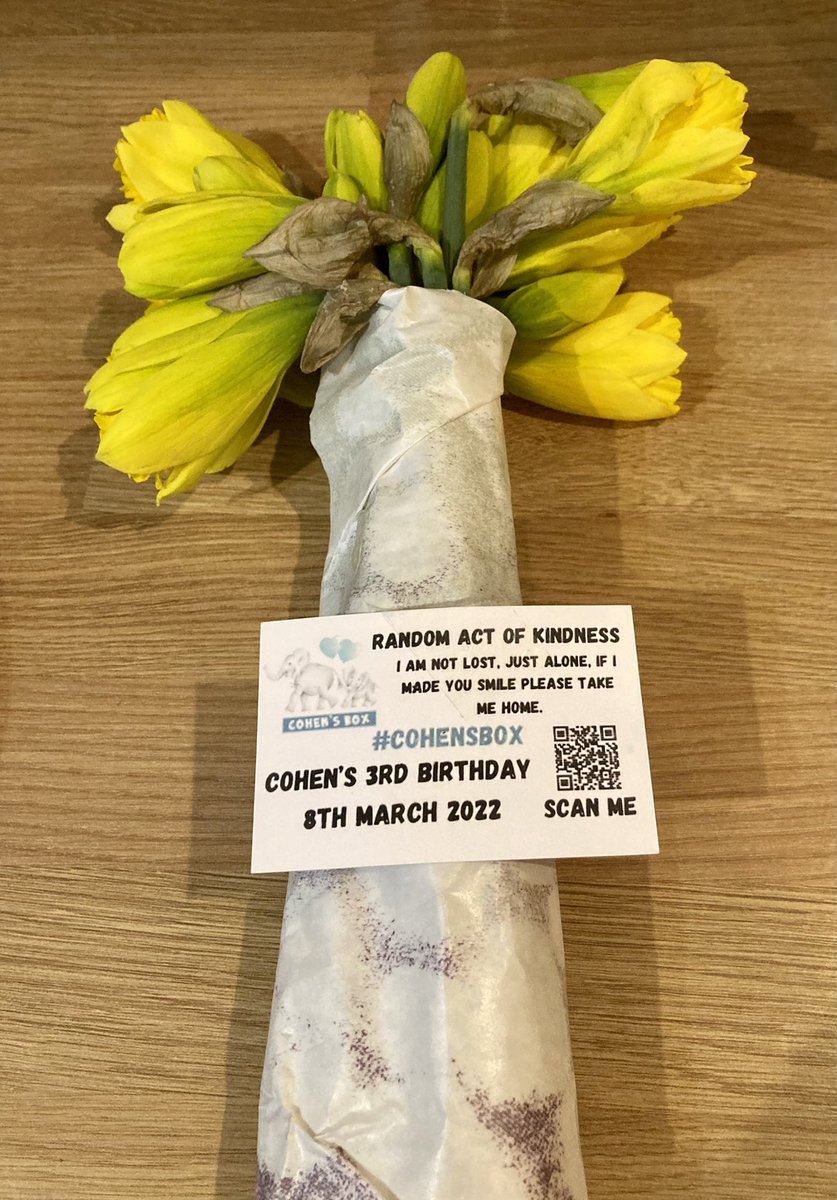 RANDOM ACT OF KINDNESS
I AM NOT LOST, JUST ALONE, IF I
MADE YOU SMILE PLEASE TAKE
ME HOME.
COHEN'S BOX
#COHENSBOX
COHEN'S 3RD BIRTHDAY
8TH MARCH 2022
SCAN ME